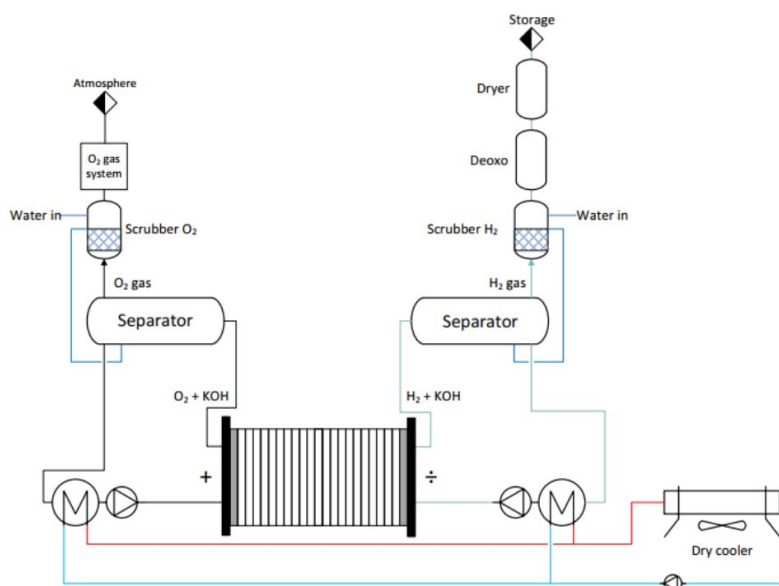 Storage
Atmosphere
Dryer
O₂ gas
system
Deoxo
Water in
Scrubber O₂
Scrubber H₂
Water in
O₂ gas
H₂ gas
Separator
Separator
O₂ + KOH
H₂ + KOH
+
÷
Dry cooler